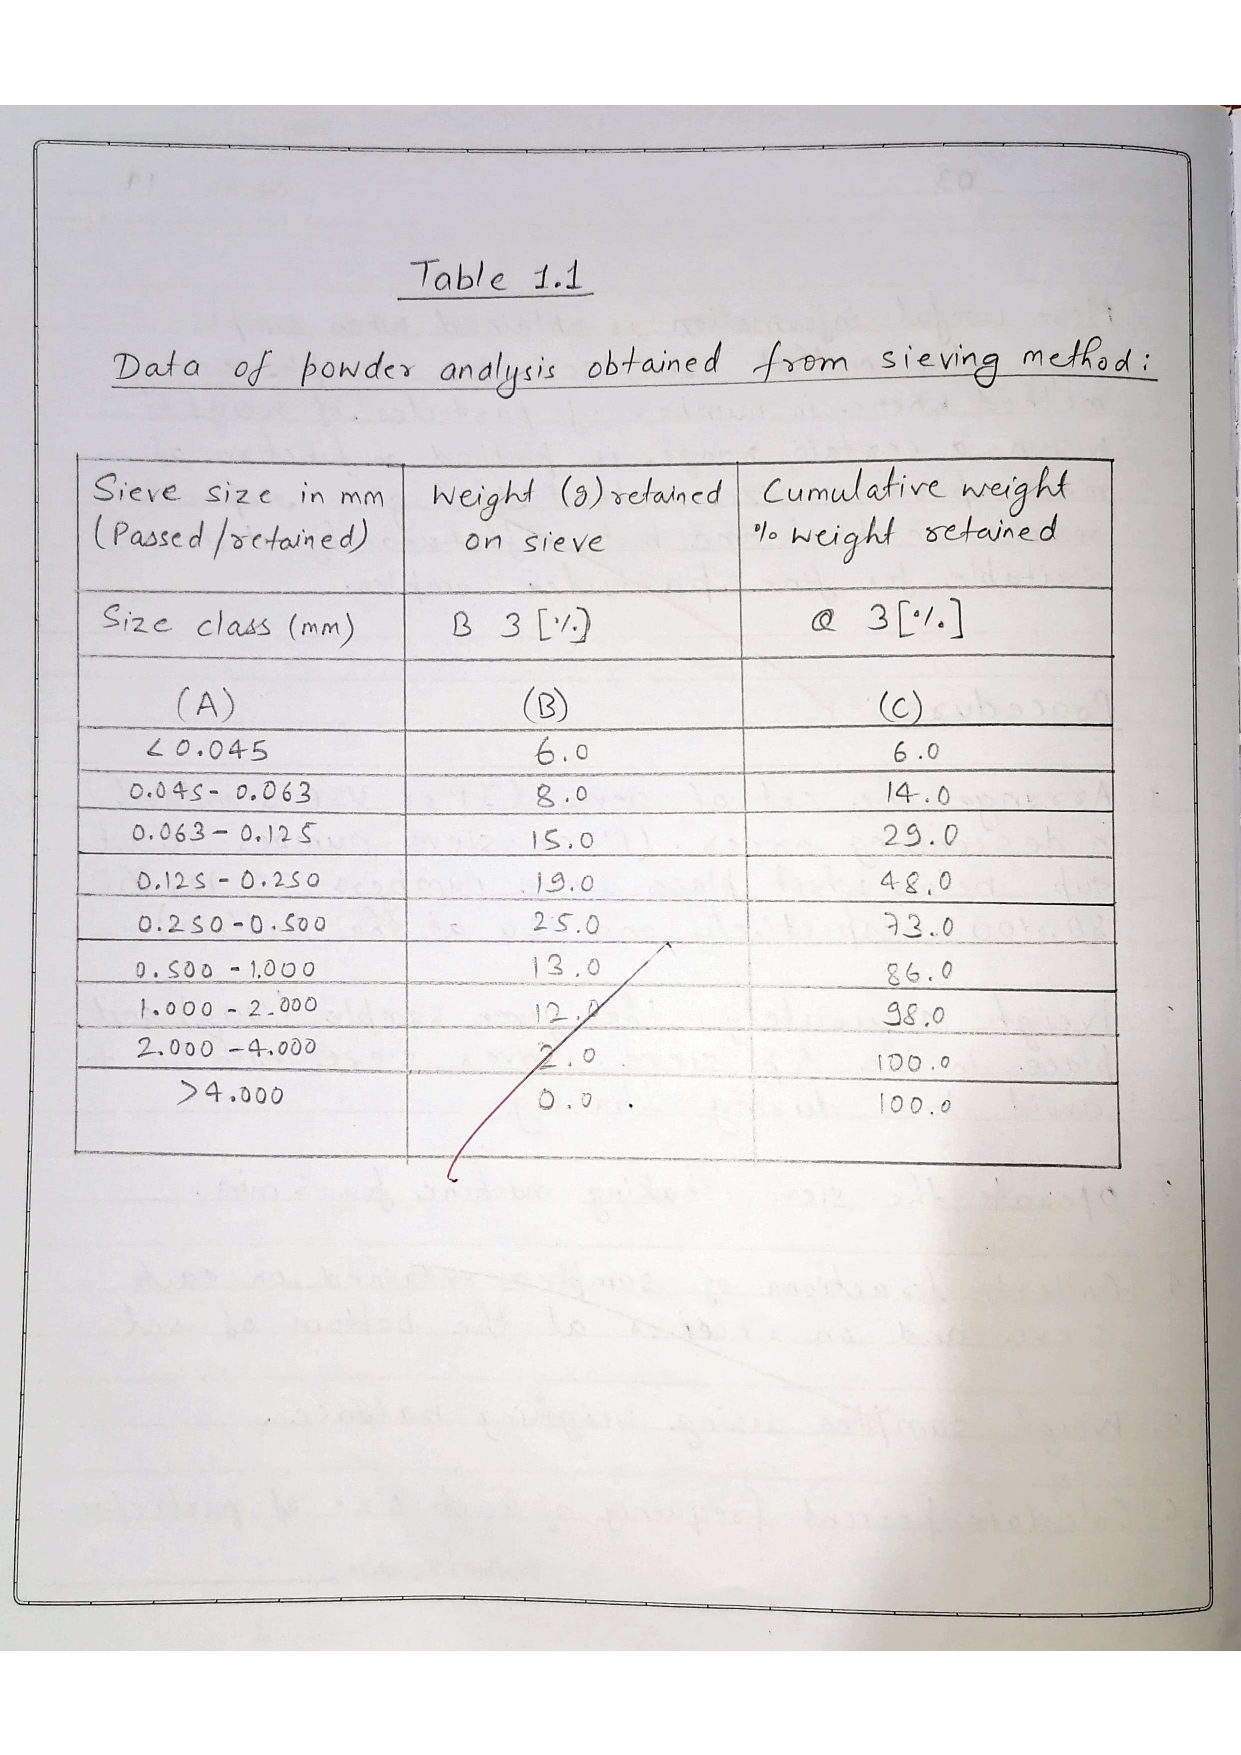 Table 1.1
Data of powder analysis obtained from sieving method:
Sieve size in mm (Passed/retained) | Weight (g) retained on sieve | Cumulative weight % weight retained
Size class (mm) | B 3 [%] | Q 3[%]
(A) | (B) | (C)
<0.045 | 6.0 | 6.0
0.045- 0.063 | 8.0 | 14.0
0.063-0.125 | 15.0 | 29.0
0.125-0.250 | 19.0 | 48.0
0.250-0.500 | 25.0 | 73.0
0.500-1.000 | 13.0 | 86.0
1.000-2.000 | 12.0 | 98.0
2.000-4.000 | 2.0 | 100.0
>4.000 | 0.0 | 100.0